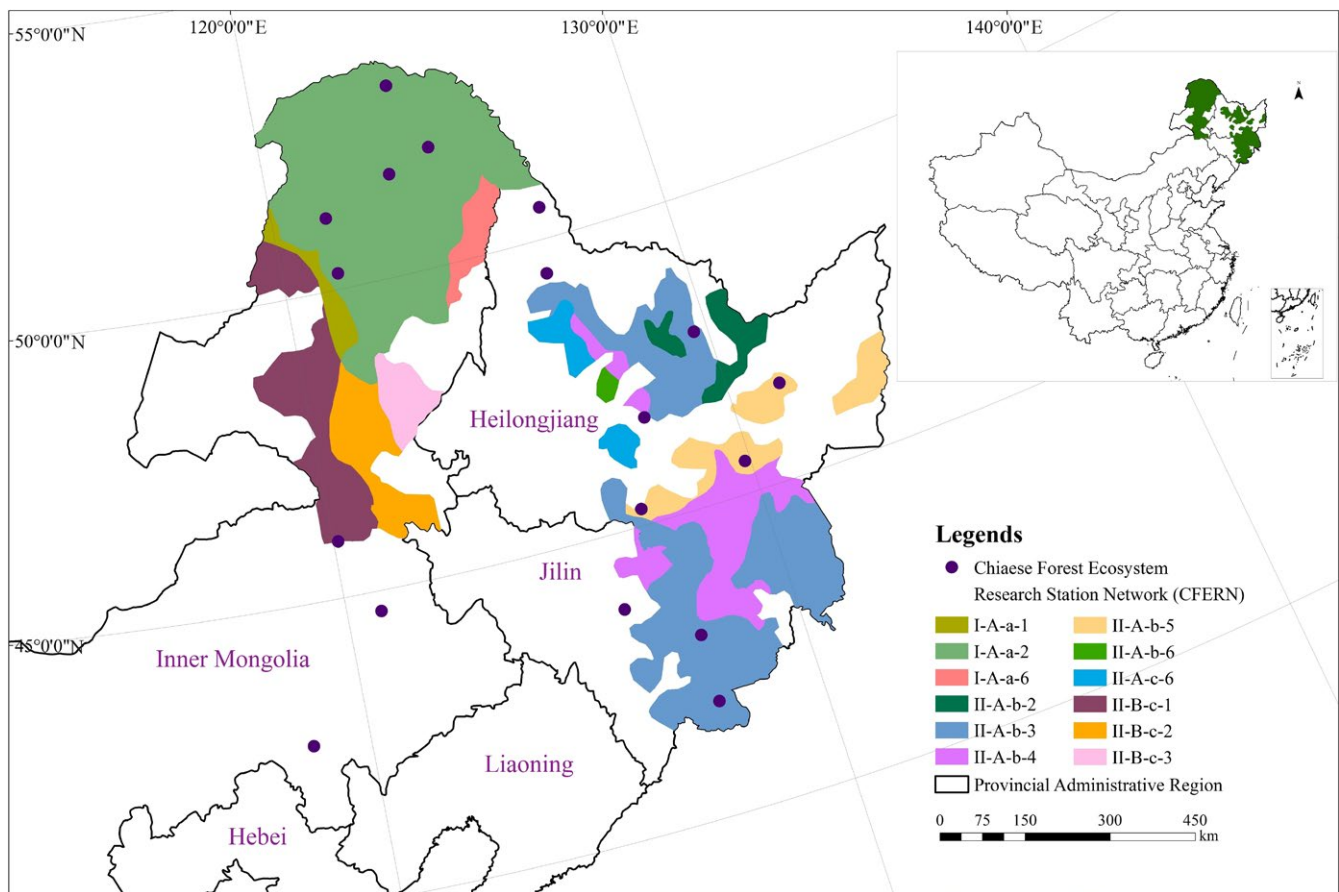 120°0'0"E
130°0'0"E
140°0'0"E
55°0'0"N
50°0'0"N
45°0'0"N
N
Heilongjiang
Jilin
Inner Mongolia
Liaoning
Hebei
Legends
Chiaese Forest Ecosystem
Research Station Network (CFERN)
I-A-a-1
II-A-b-5
I-A-a-2
II-A-b-6
I-A-a-6
II-A-c-6
II-A-b-2
II-B-c-1
II-A-b-3
II-B-c-2
II-A-b-4
II-B-c-3
Provincial Administrative Region
0 75 150 300 450
km